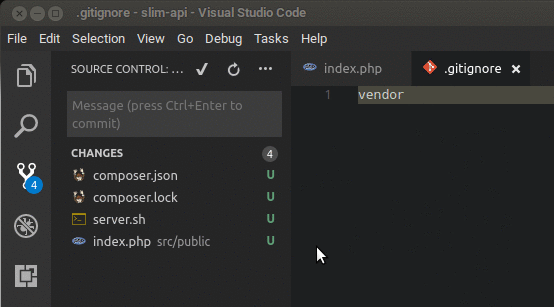 .gitignore - slim-api - Visual Studio Code
File Edit Selection View Go Debug Tasks Help
SOURCE CONTROL: ...
index.php
.gitignore
Message (press Ctrl+Enter to
commit)
1 vendor
CHANGES 4
composer.json U
composer.lock U
4
server.sh U
index.php src/public U